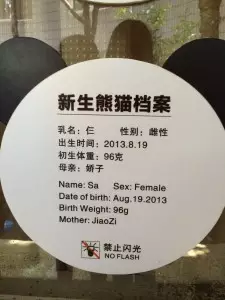 新生熊猫档案
乳名：仨 性别：雌性
出生时间：2013.8.19
初生体重：96克
母亲：娇子
Name: Sa Sex: Female
Date of birth: Aug.19.2013
Birth Weight: 96g
Mother: JiaoZi
禁止闪光
NO FLASH